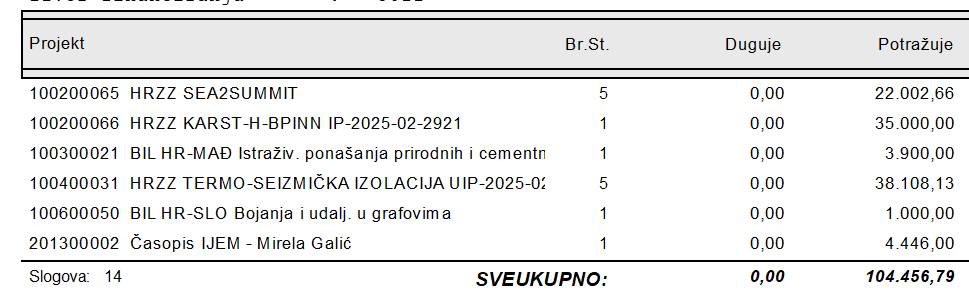 Projekt Br.St. Duguje Potražuje
100200065 HRZZ SEA2SUMMIT 5 0,00 22.002,66
100200066 HRZZ KARST-H-BPINN IP-2025-02-2921 1 0,00 35.000,00
100300021 BIL HR-MAĐ Istraživ. ponašanja prirodnih i cementn 1 0,00 3.900,00
100400031 HRZZ TERMO-SEIZMIČKA IZOLACIJA UIP-2025-02 5 0,00 38.108,13
100600050 BIL HR-SLO Bojanja i udalj. u grafovima 1 0,00 1.000,00
201300002 Časopis IJEM - Mirela Galić 1 0,00 4.446,00
Slogova: 14 SVEUKUPNO: 0,00 104.456,79